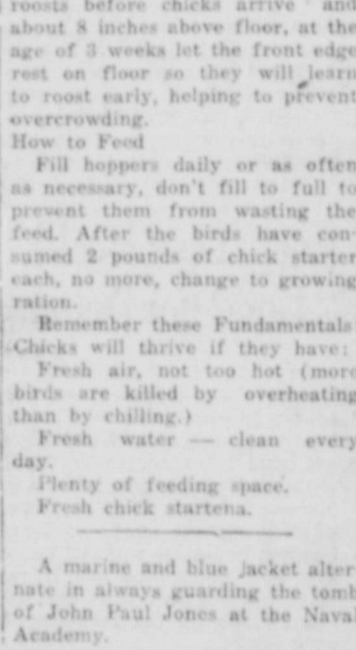 roosts before chicks arrive and
about 8 inches above floor, at the
age of 3 weeks let the front edge
rest on floor so they will learn
to roost early, helping to prevent
overcrowding.
How to Feed
Fill hoppers daily or as often
as necessary, don't fill to full to
prevent them from wasting the
feed. After the birds have con-
sumed 2 pounds of chick starter
each, no more, change to growing
ration.
Remember these Fundamentals
Chicks will thrive if they have:
Fresh air, not too hot (more
birds are killed by overheating
than by chilling.)
Fresh water — clean every
day.
Plenty of feeding space.
Fresh chick startena.
A marine and blue jacket alter
nate in always guarding the tomb
of John Paul Jones at the Naval
Academy.